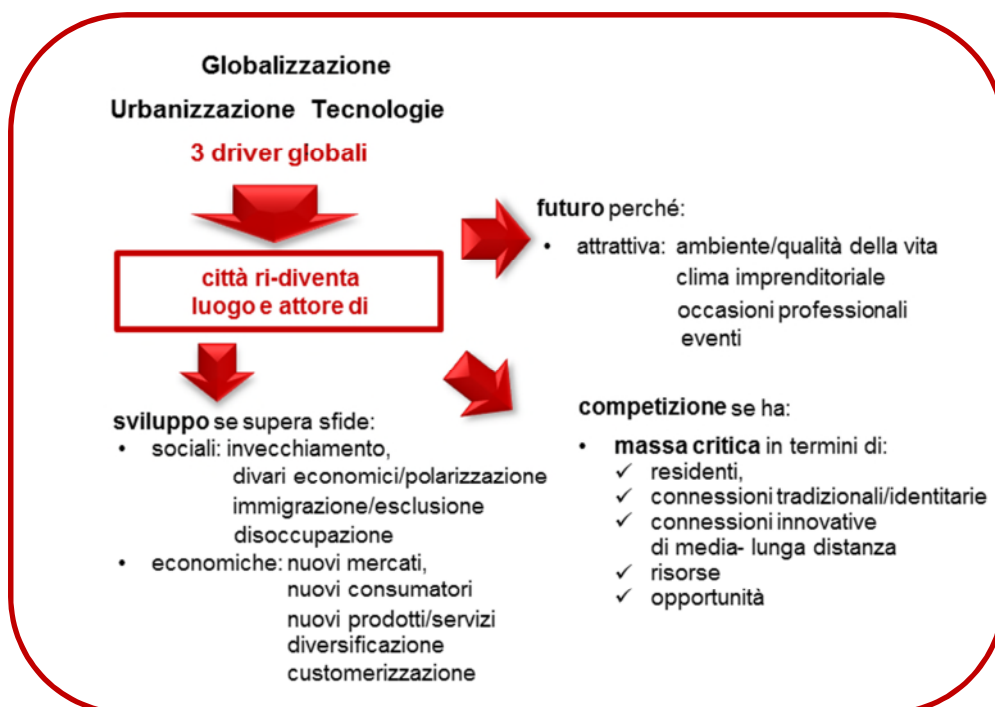 Globalizzazione
Urbanizzazione Tecnologie
3 driver globali
città ri-diventa
luogo e attore di
futuro perché:
• attrattiva: ambiente/qualità della vita
clima imprenditoriale
occasioni professionali
eventi
sviluppo se supera sfide:
• sociali: invecchiamento,
divari economici/polarizzazione
immigrazione/esclusione
disoccupazione
• economiche: nuovi mercati,
nuovi consumatori
nuovi prodotti/servizi
diversificazione
customerizzazione
competizione se ha:
• massa critica in termini di:
✓ residenti,
✓ connessioni tradizionali/identitarie
✓ connessioni innovative
di media- lunga distanza
✓ risorse
✓ opportunità